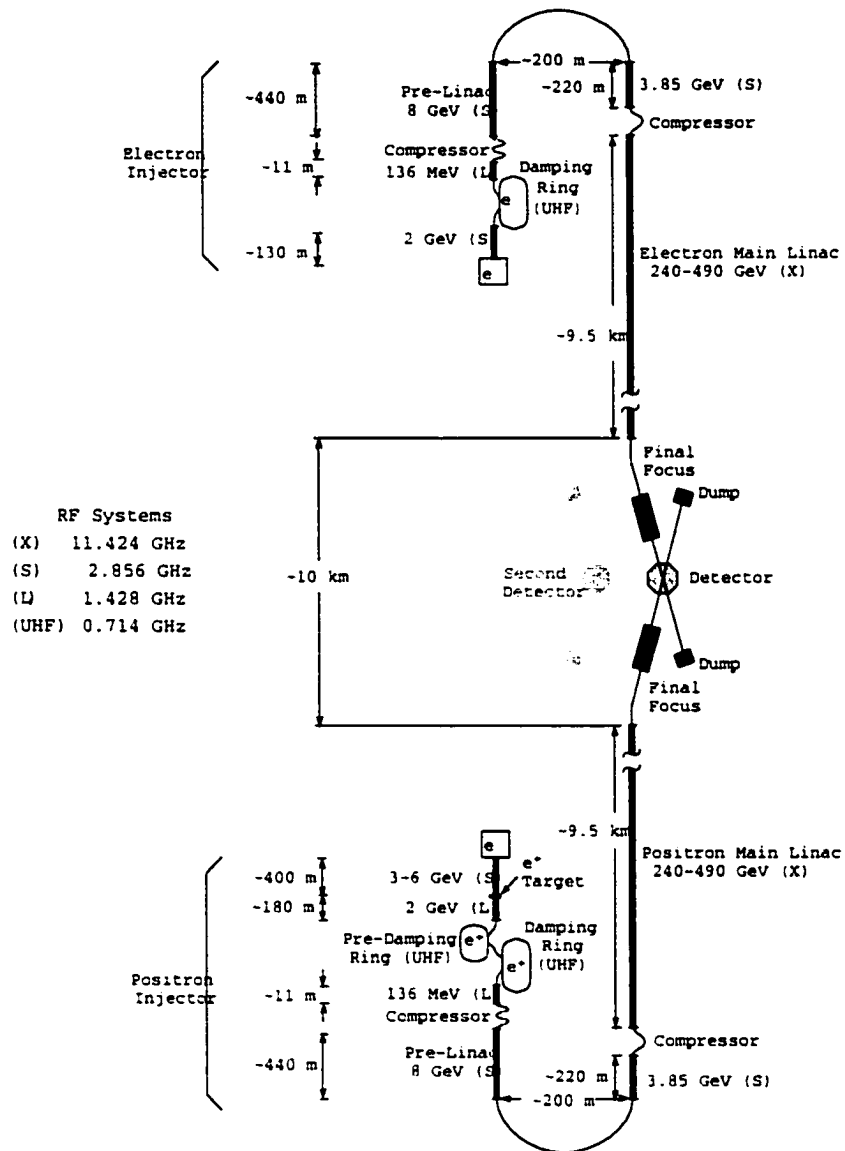 ~200 m
~440 m
Pre-Linac
8 GeV (S
~220 m
3.85 GeV (S)
Compressor
Electron
Injector
~11 m
Compressor
136 MeV (L
Damping
Ring
(UHF)
e
~130 m
2 GeV (S
e
Electron Main Linac
240-490 GeV (X)
~9.5 km
Final
Focus
Dump
RF Systems
(X) 11.424 GHz
(S) 2.856 GHz
(L) 1.428 GHz
(UHF) 0.714 GHz
~10 km
Second
Detector
Detector
Dump
Final
Focus
~9.5 km
Positron Main Linac
240-490 GeV (X)
e
~400 m
3-6 GeV (S)
e+
Target
~180 m
2 GeV (L
Pre-Damping
Ring (UHF)
e+
Damping
Ring
(UHF)
e+
Positron
Injector
~11 m
136 MeV (L
Compressor
Compressor
~440 m
Pre-Linac
8 GeV (S)
~220 m
3.85 GeV (S)
~200 m